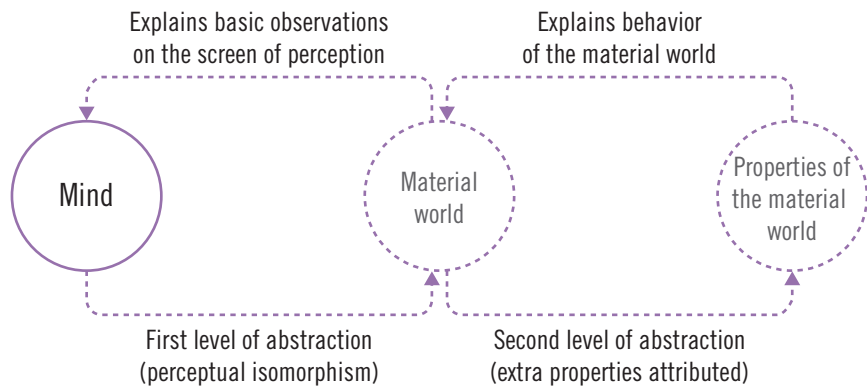 Explains basic observations
on the screen of perception
Explains behavior
of the material world
Mind
Material
world
Properties of
the material
world
First level of abstraction
(perceptual isomorphism)
Second level of abstraction
(extra properties attributed)